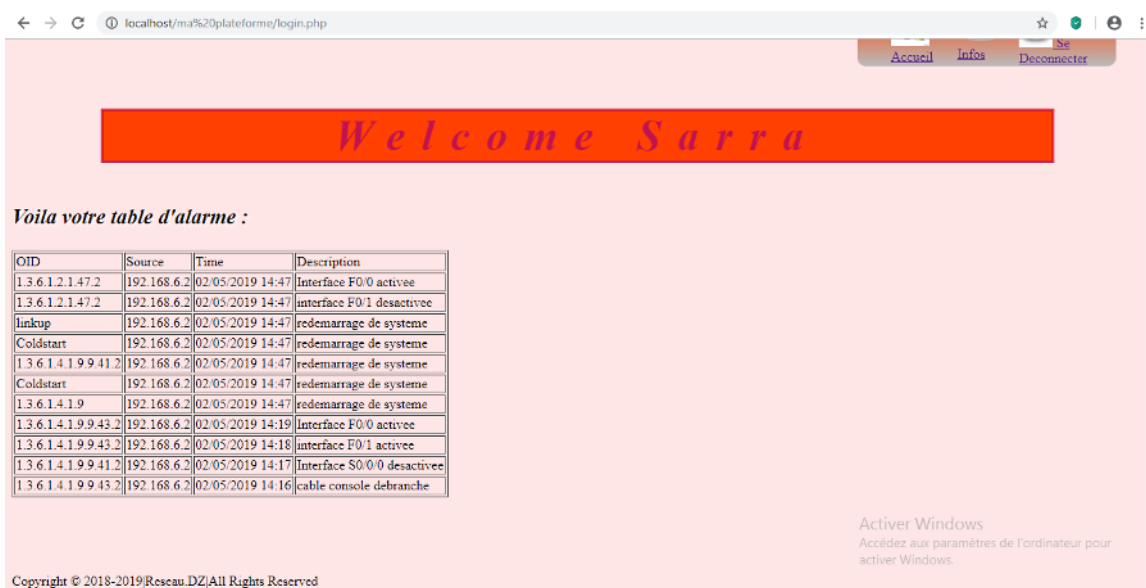 localhost/ma%20plateforme/login.php
Se
Accueil Infos Deconnecter
Welcome Sarra
Voila votre table d'alarme :
OID Source Time Description
1.3.6.1.2.1.47.2 192.168.6.2 02/05/2019 14:47 Interface F0/0 activee
1.3.6.1.2.1.47.2 192.168.6.2 02/05/2019 14:47 interface F0/1 desactivee
linkup 192.168.6.2 02/05/2019 14:47 redemarrage de systeme
Coldstart 192.168.6.2 02/05/2019 14:47 redemarrage de systeme
1.3.6.1.4.1.9.9.41.2 192.168.6.2 02/05/2019 14:47 redemarrage de systeme
Coldstart 192.168.6.2 02/05/2019 14:47 redemarrage de systeme
1.3.6.1.4.1.9 192.168.6.2 02/05/2019 14:47 redemarrage de systeme
1.3.6.1.4.1.9.9.43.2 192.168.6.2 02/05/2019 14:19 Interface F0/0 activee
1.3.6.1.4.1.9.9.43.2 192.168.6.2 02/05/2019 14:18 interface F0/1 activee
1.3.6.1.4.1.9.9.41.2 192.168.6.2 02/05/2019 14:17 Interface S0/0/0 desactivee
1.3.6.1.4.1.9.9.43.2 192.168.6.2 02/05/2019 14:16 cable console debranche
Activer Windows
Accédez aux paramètres de l'ordinateur pour
activer Windows.
Copyright © 2018-2019|Reseau.DZ|All Rights Reserved